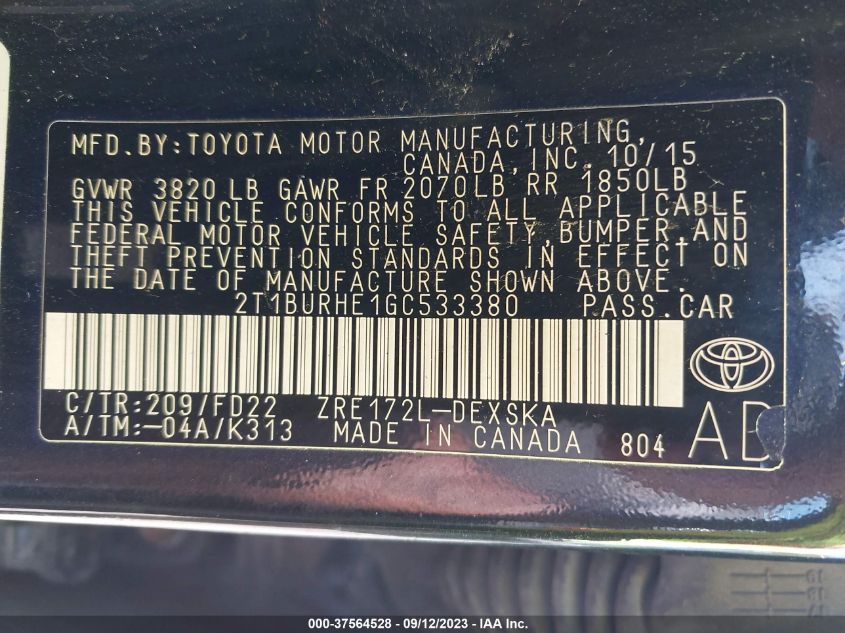 MFD.BY:TOYOTA MOTOR MANUFACTURING,
CANADA,INC. 10/15
GVWR 3820 LB GAWR FR 2070LB RR 1850LB
THIS VEHICLE CONFORMS TO ALL APPLICABLE
FEDERAL MOTOR VEHICLE SAFETY,BUMPER,AND
THEFT PREVENTION STANDARDS IN EFFECT ON
THE DATE OF MANUFACTURE SHOWN ABOVE.
2T1BURHE1GC533380 PASS.CAR
C/TR:209/FD22 ZRE172L-DEXSKA
A/TM:-04A/K313 MADE IN CANADA 804
000-37564528 - 09/12/2023 - IAA Inc.